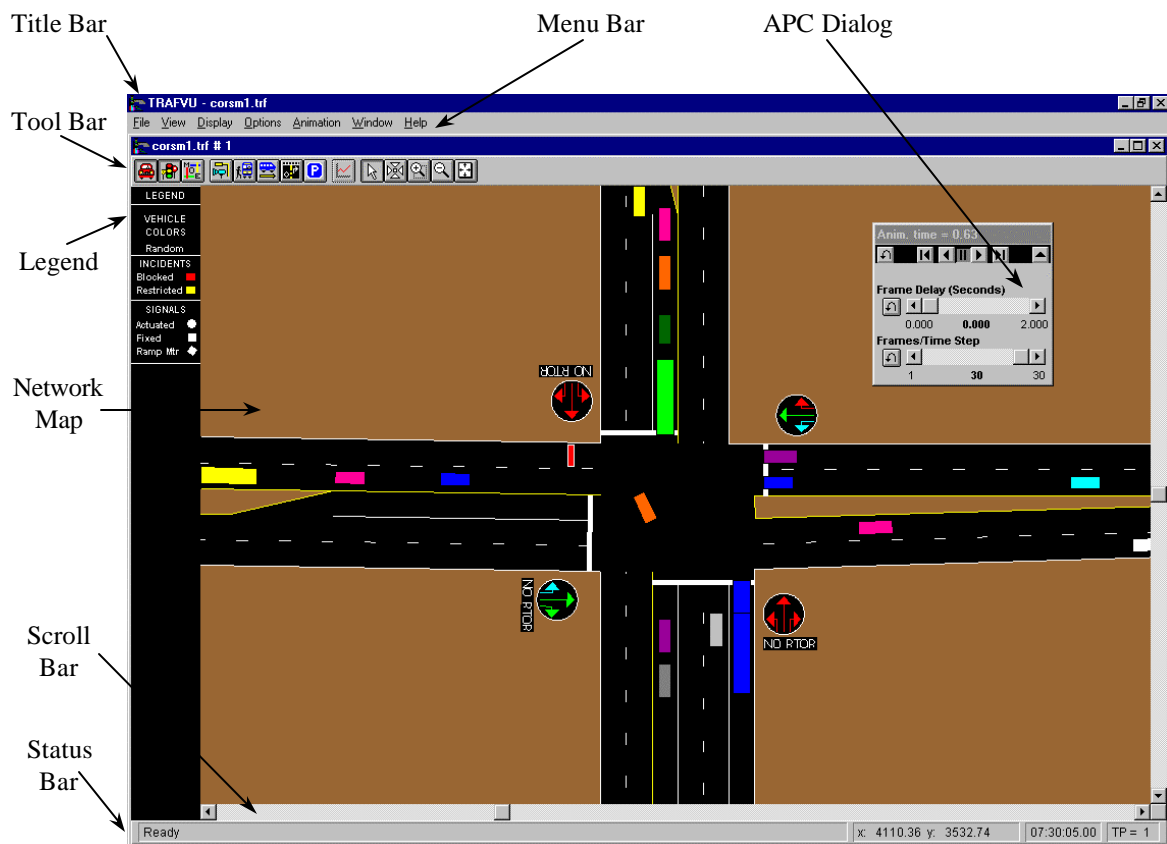 Title Bar
Menu Bar
APC Dialog
TRAFVU - corsm1.trf
Tool Bar
File View Display Options Animation Window Help
corsm1.trf # 1
P
LEGEND
VEHICLE
COLORS
Random
Legend
INCIDENTS
Blocked
Restricted
SIGNALS
Actuated
Fixed
Ramp Mtr
Anim. time = 0.63
Frame Delay (Seconds)
0.000 0.000 2.000
Frames/Time Step
1 30 30
NO RTOR
Network
Map
NO RTOR
NO RTOR
Scroll
Bar
Status
Bar
Ready
x: 4110.36 y: 3532.74
07:30:05.00
TP = 1